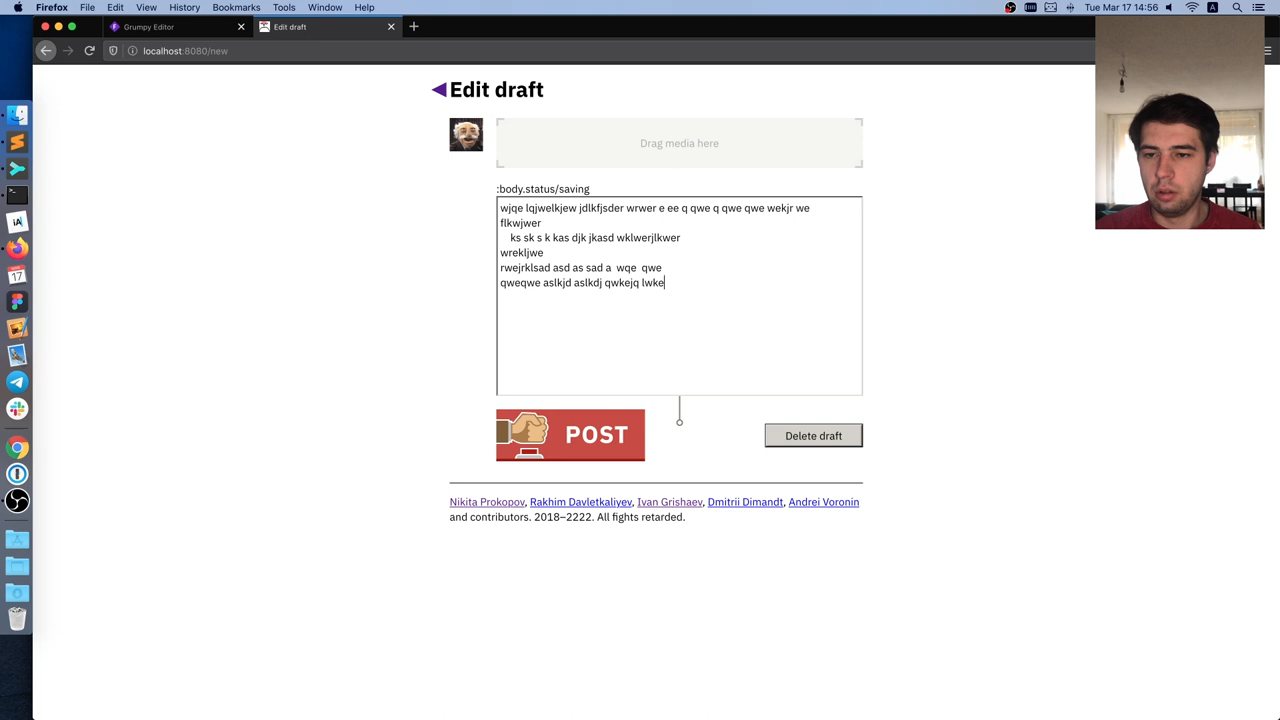 Firefox File Edit View History Bookmarks Tools Window Help
Sat 14:56
Grumpy Editor
Edit draft
localhost:8080/new
Edit draft
Drag media here
:body.status/saving
wjqe lqjwelkjew jdlkfjsder wrwer e ee q qwe q qwe qwe wekjr we
flkwjwer
ks sk s k kas djk jkasd wklwerjlkwer
wrekljwe
rwejrklsad asd as sad a  wqe  qwe
qweqwe aslkjd aslkdj qwkejq lwke
POST
Delete draft
Nikita Prokopov, Rakhim Davletkaliyev, Ivan Grishaev, Dmitrii Dimandt, Andrei Voronin
and contributors. 2018–2222. All fights retarded.
iA
17